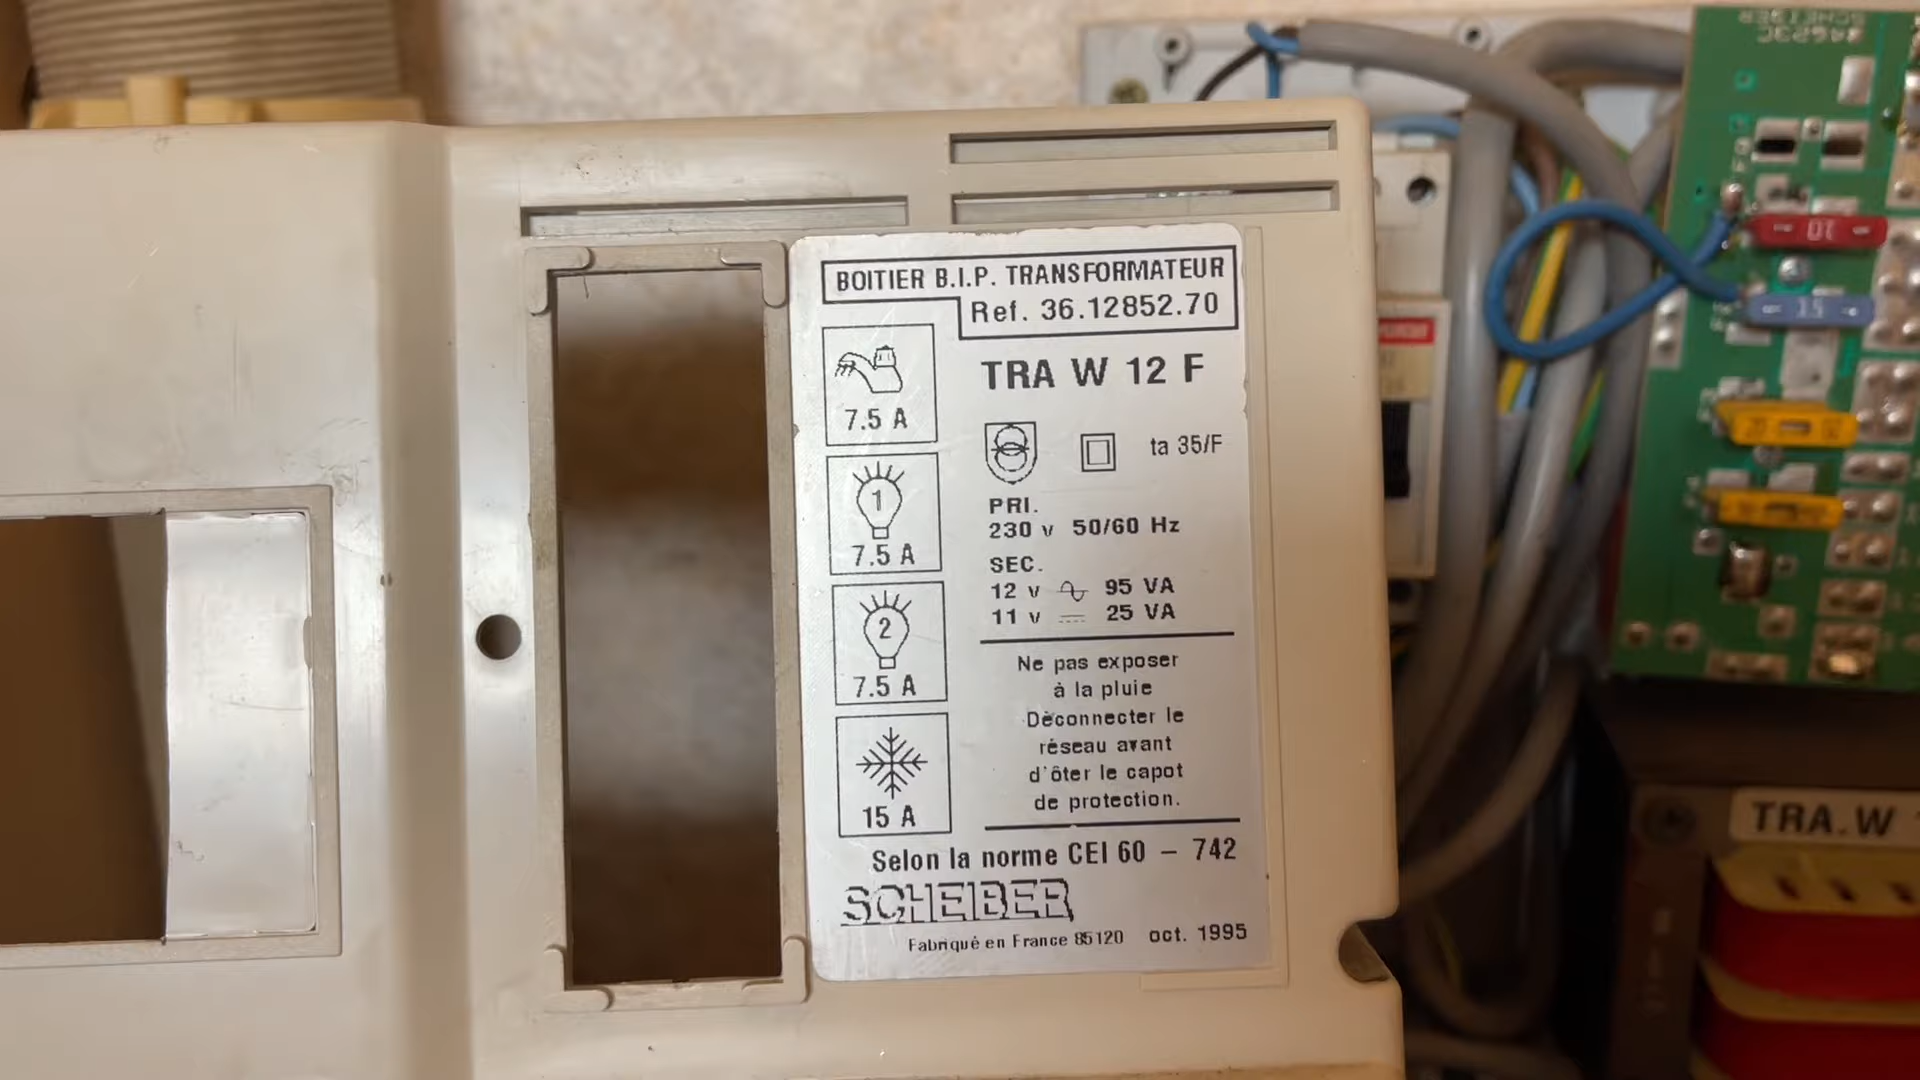 BOITIER B.I.P. TRANSFORMATEUR
Ref. 36.12852.70
TRA W 12 F
7.5 A
1
7.5 A
2
7.5 A
15 A
ta 35/F
PRI.
230 v 50/60 Hz
SEC.
12 v 95 VA
11 v 25 VA
Ne pas exposer
à la pluie
Déconnecter le
réseau avant
d'ôter le capot
de protection.
Selon la norme CEI 60 – 742
SCHEIBER
Fabriqué en France 85120 oct. 1995
10
15
TRA.W